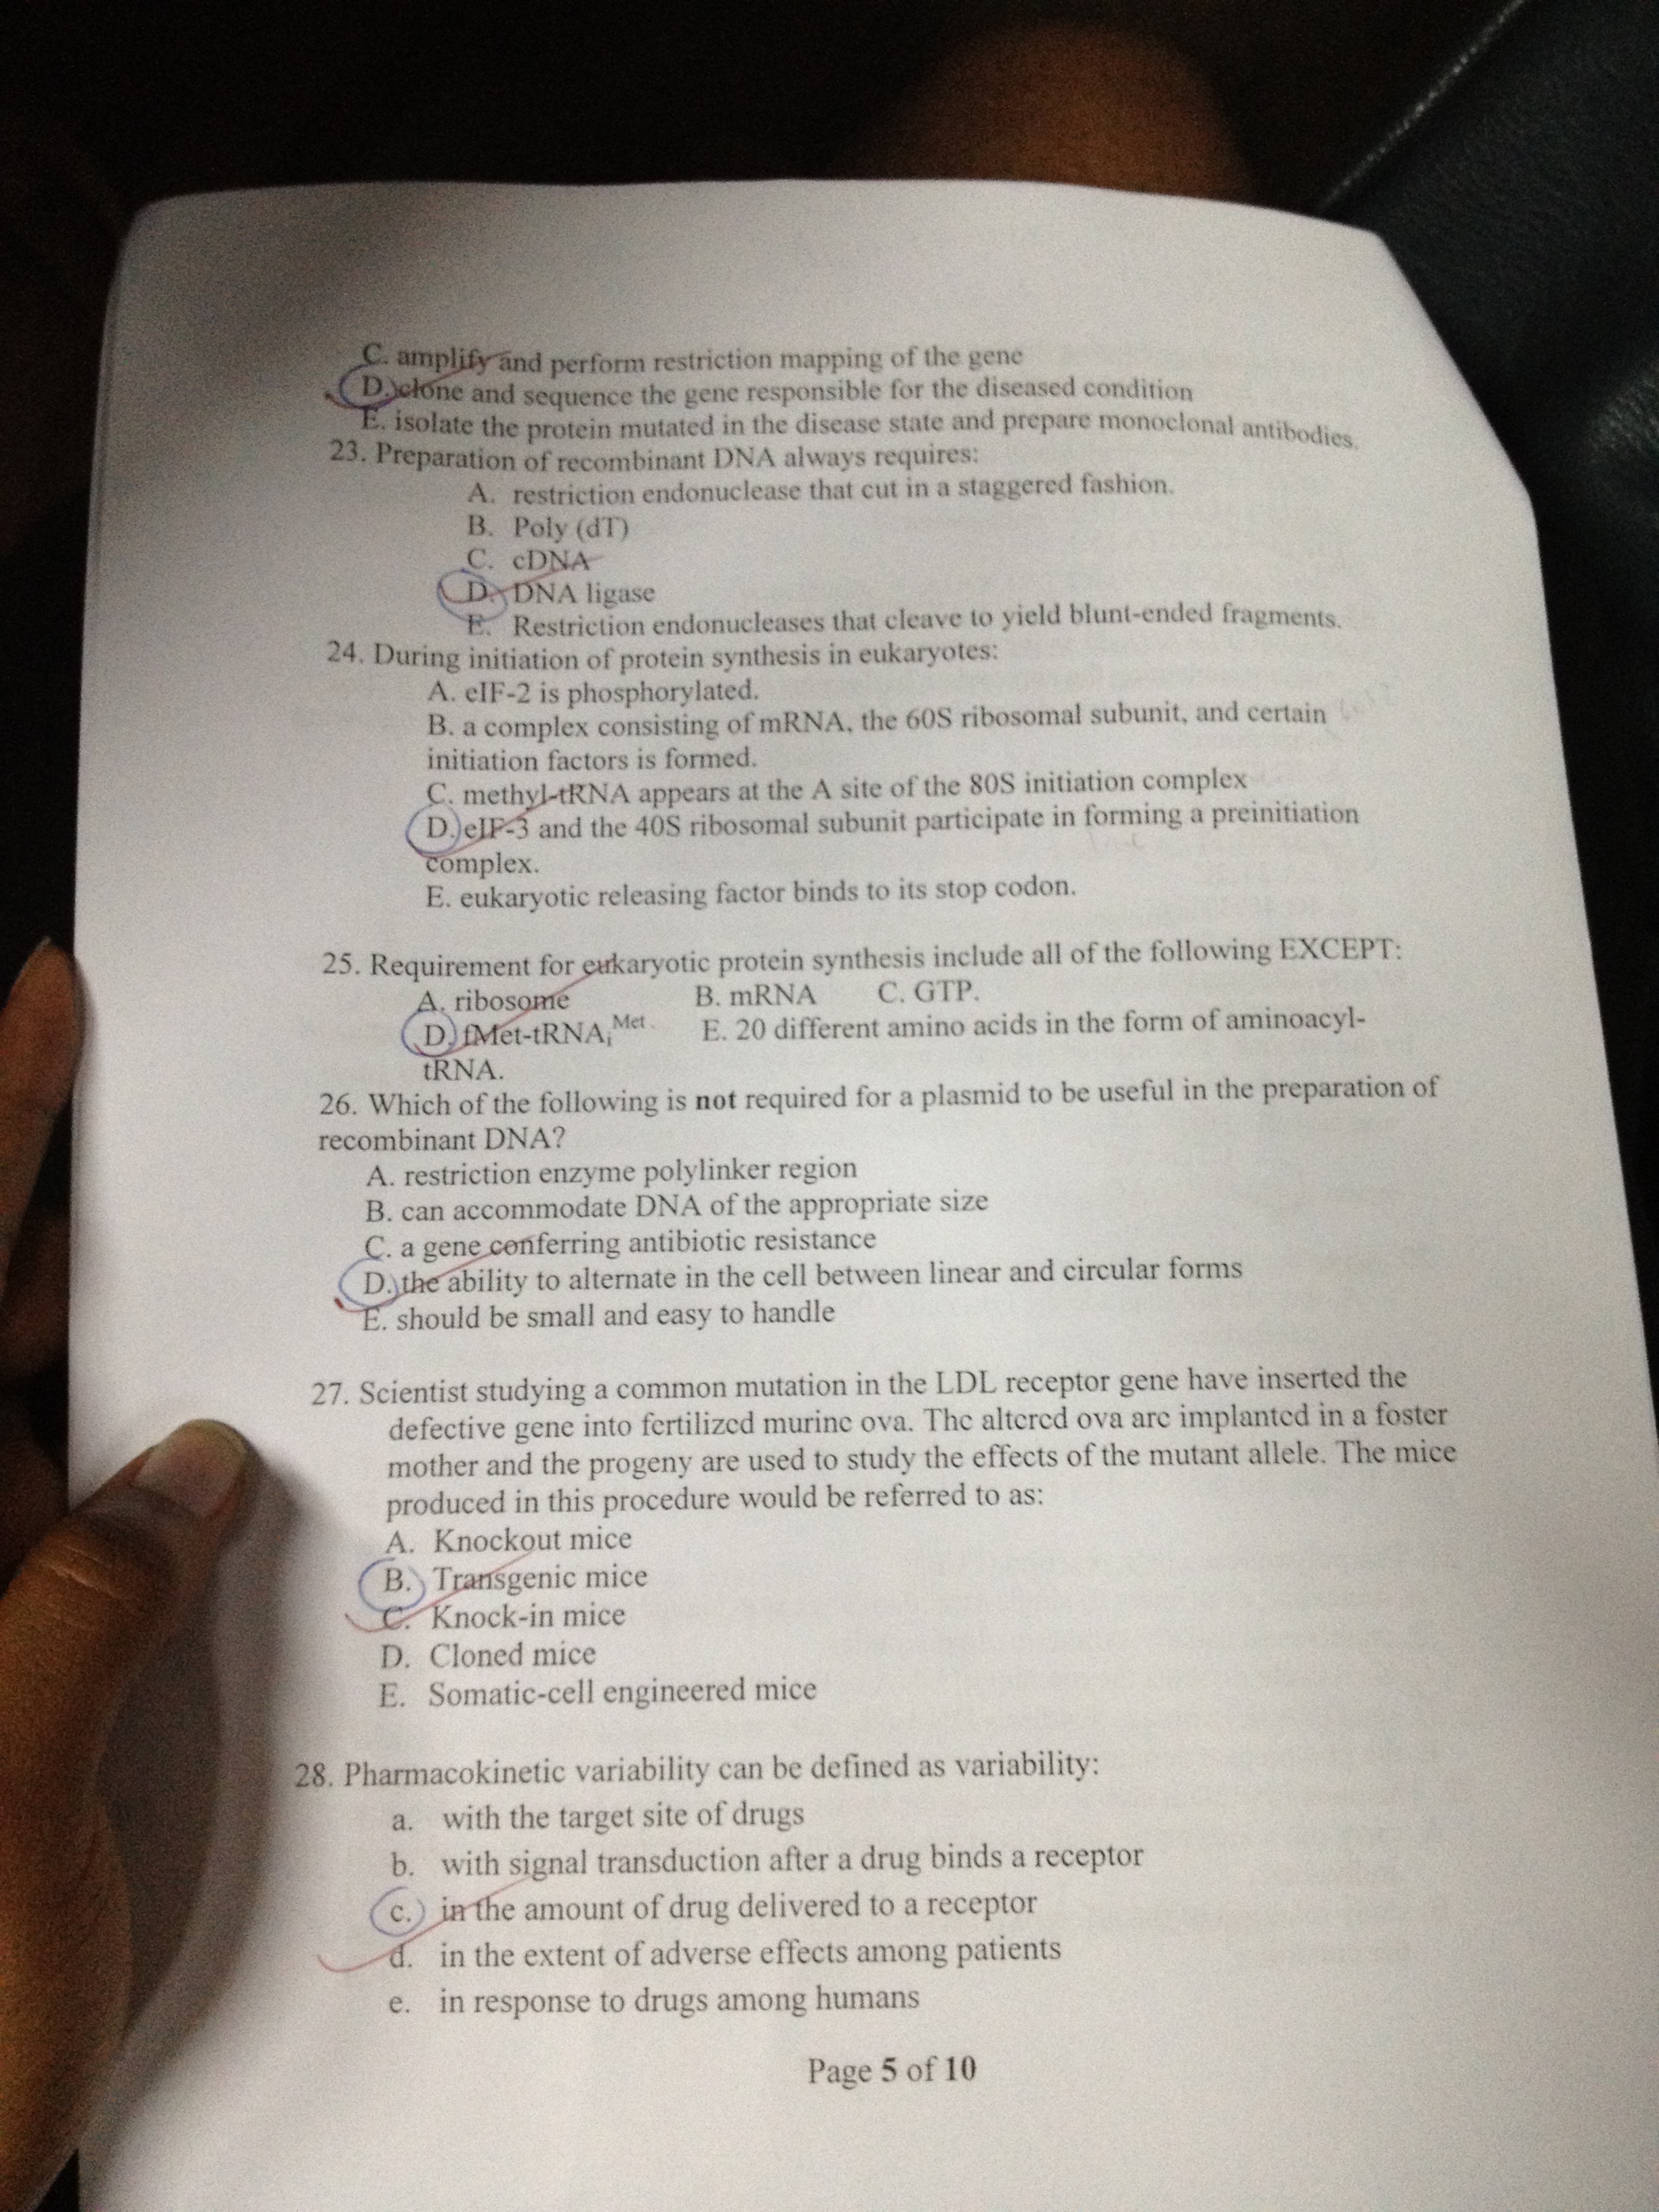 C. amplify and perform restriction mapping of the gene
D. clone and sequence the gene responsible for the diseased condition
E. isolate the protein mutated in the disease state and prepare monoclonal antibodies.
23. Preparation of recombinant DNA always requires:
A. restriction endonuclease that cut in a staggered fashion.
B. Poly (dT)
C. cDNA
D. DNA ligase
E. Restriction endonucleases that cleave to yield blunt-ended fragments.
24. During initiation of protein synthesis in eukaryotes:
A. eIF-2 is phosphorylated.
B. a complex consisting of mRNA, the 60S ribosomal subunit, and certain
initiation factors is formed.
C. methyl-tRNA appears at the A site of the 80S initiation complex
D. eIF-3 and the 40S ribosomal subunit participate in forming a preinitiation
complex.
E. eukaryotic releasing factor binds to its stop codon.
25. Requirement for eukaryotic protein synthesis include all of the following EXCEPT:
A. ribosome B. mRNA C. GTP.
D. fMet-tRNAiMet. E. 20 different amino acids in the form of aminoacyl-
tRNA.
26. Which of the following is not required for a plasmid to be useful in the preparation of
recombinant DNA?
A. restriction enzyme polylinker region
B. can accommodate DNA of the appropriate size
C. a gene conferring antibiotic resistance
D. the ability to alternate in the cell between linear and circular forms
E. should be small and easy to handle
27. Scientist studying a common mutation in the LDL receptor gene have inserted the
defective gene into fertilized murine ova. The altered ova are implanted in a foster
mother and the progeny are used to study the effects of the mutant allele. The mice
produced in this procedure would be referred to as:
A. Knockout mice
B. Transgenic mice
C. Knock-in mice
D. Cloned mice
E. Somatic-cell engineered mice
28. Pharmacokinetic variability can be defined as variability:
a. with the target site of drugs
b. with signal transduction after a drug binds a receptor
c. in the amount of drug delivered to a receptor
d. in the extent of adverse effects among patients
e. in response to drugs among humans
Page 5 of 10